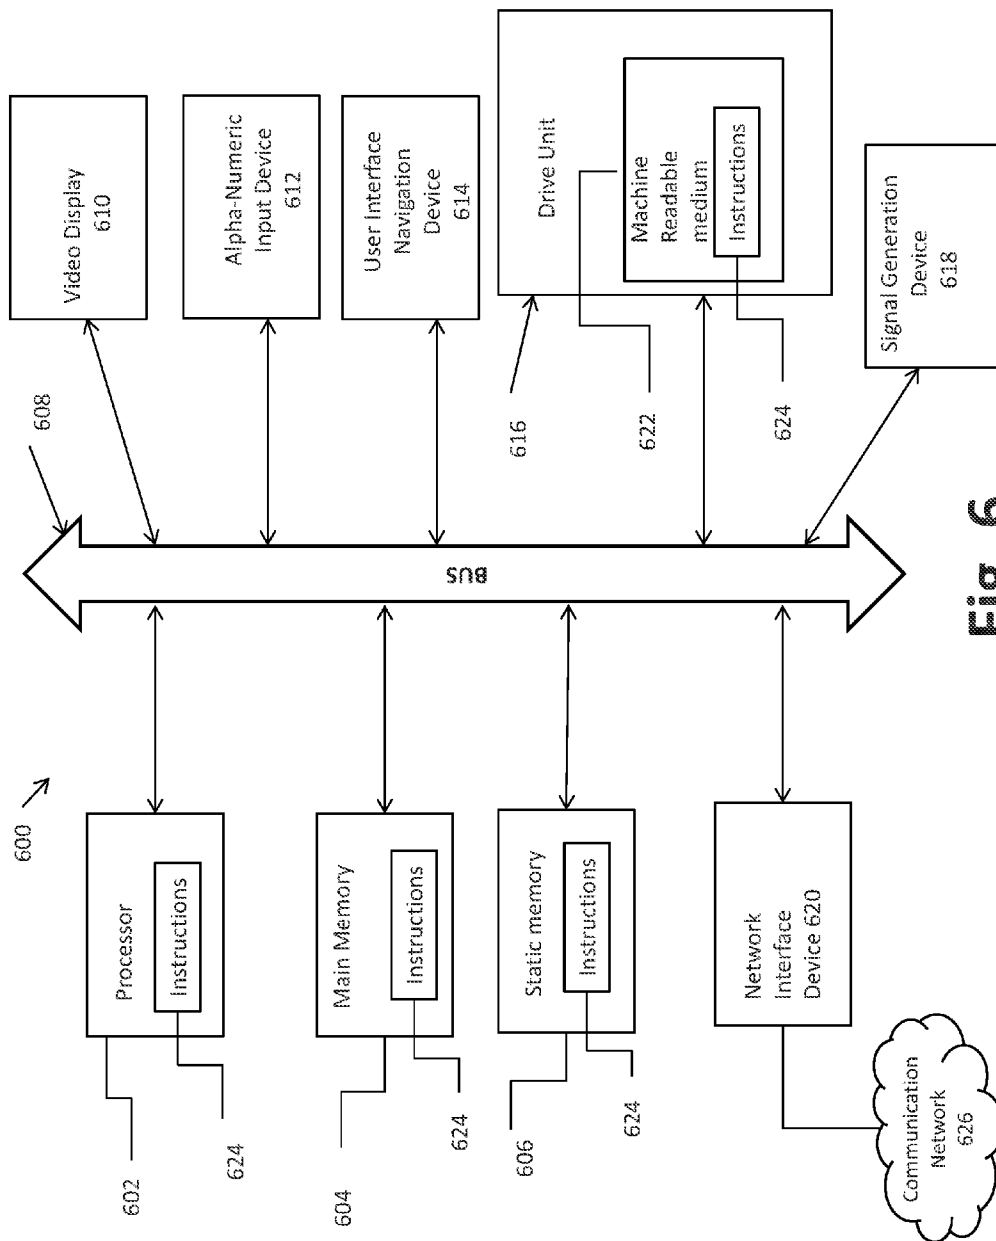 600
608
602
Processor
Instructions
624
604
Main Memory
Instructions
624
606
Static memory
Instructions
624
Network
Interface
Device 620
Communication
Network
626
BUS
Video Display
610
Alpha-Numeric
Input Device
612
User Interface
Navigation
Device
614
616
Drive Unit
622
Machine
Readable
medium
Instructions
624
Signal Generation
Device
618
Fig. 6